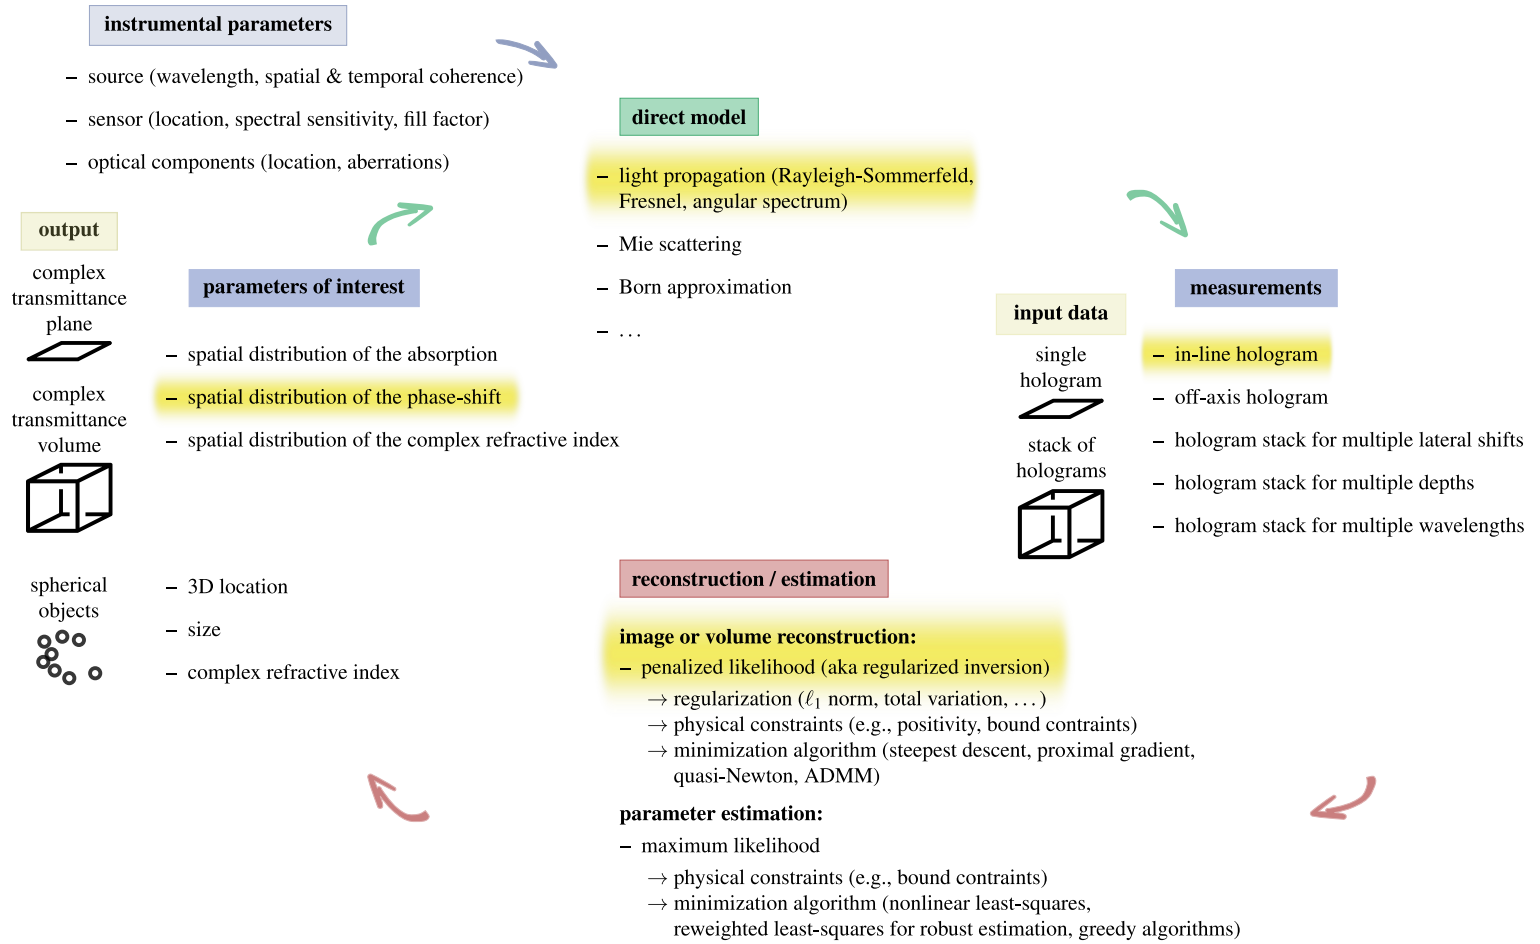 instrumental parameters
– source (wavelength, spatial & temporal coherence)
– sensor (location, spectral sensitivity, fill factor)
– optical components (location, aberrations)
direct model
– light propagation (Rayleigh-Sommerfeld,
Fresnel, angular spectrum)
– Mie scattering
– Born approximation
– ...
output
complex
transmittance
plane
complex
transmittance
volume
spherical
objects
parameters of interest
– spatial distribution of the absorption
– spatial distribution of the phase-shift
– spatial distribution of the complex refractive index
– 3D location
– size
– complex refractive index
input data
single
hologram
stack of
holograms
measurements
– in-line hologram
– off-axis hologram
– hologram stack for multiple lateral shifts
– hologram stack for multiple depths
– hologram stack for multiple wavelengths
reconstruction / estimation
image or volume reconstruction:
– penalized likelihood (aka regularized inversion)
→ regularization (ℓ₁ norm, total variation, ...)
→ physical constraints (e.g., positivity, bound contraints)
→ minimization algorithm (steepest descent, proximal gradient,
quasi-Newton, ADMM)
parameter estimation:
– maximum likelihood
→ physical constraints (e.g., bound contraints)
→ minimization algorithm (nonlinear least-squares,
reweighted least-squares for robust estimation, greedy algorithms)